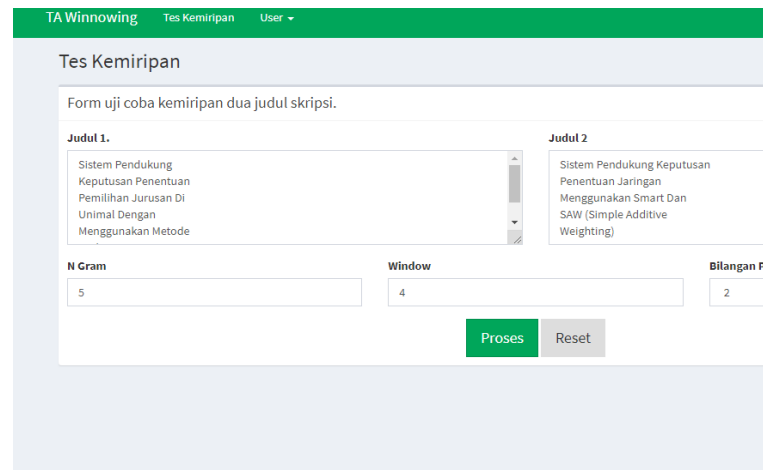 TA Winnowing Tes Kemiripan User
Tes Kemiripan
Form uji coba kemiripan dua judul skripsi.
Judul 1.
Sistem Pendukung
Keputusan Penentuan
Pemilihan Jurusan Di
Unimal Dengan
Menggunakan Metode
Judul 2
Sistem Pendukung Keputusan
Penentuan Jaringan
Menggunakan Smart Dan
SAW (Simple Additive
Weighting)
N Gram
5
Window
4
Bilangan P
2
Proses Reset